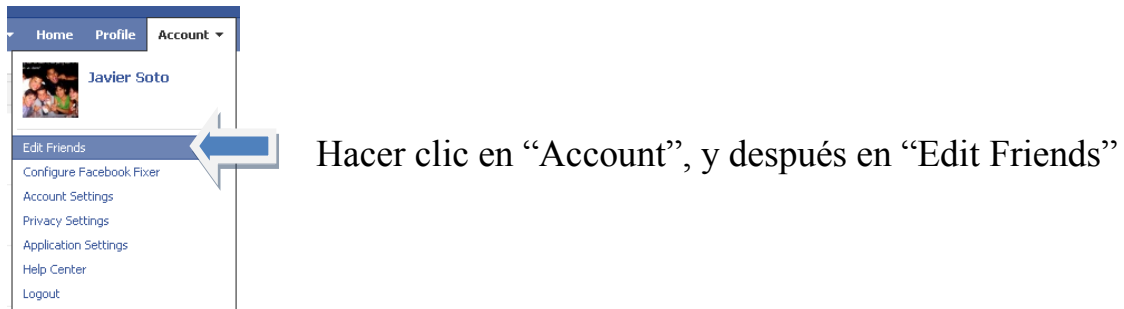 Home Profile Account
Javier Soto
Edit Friends
Hacer clic en “Account”, y después en “Edit Friends”
Configure Facebook Fixer
Account Settings
Privacy Settings
Application Settings
Help Center
Logout